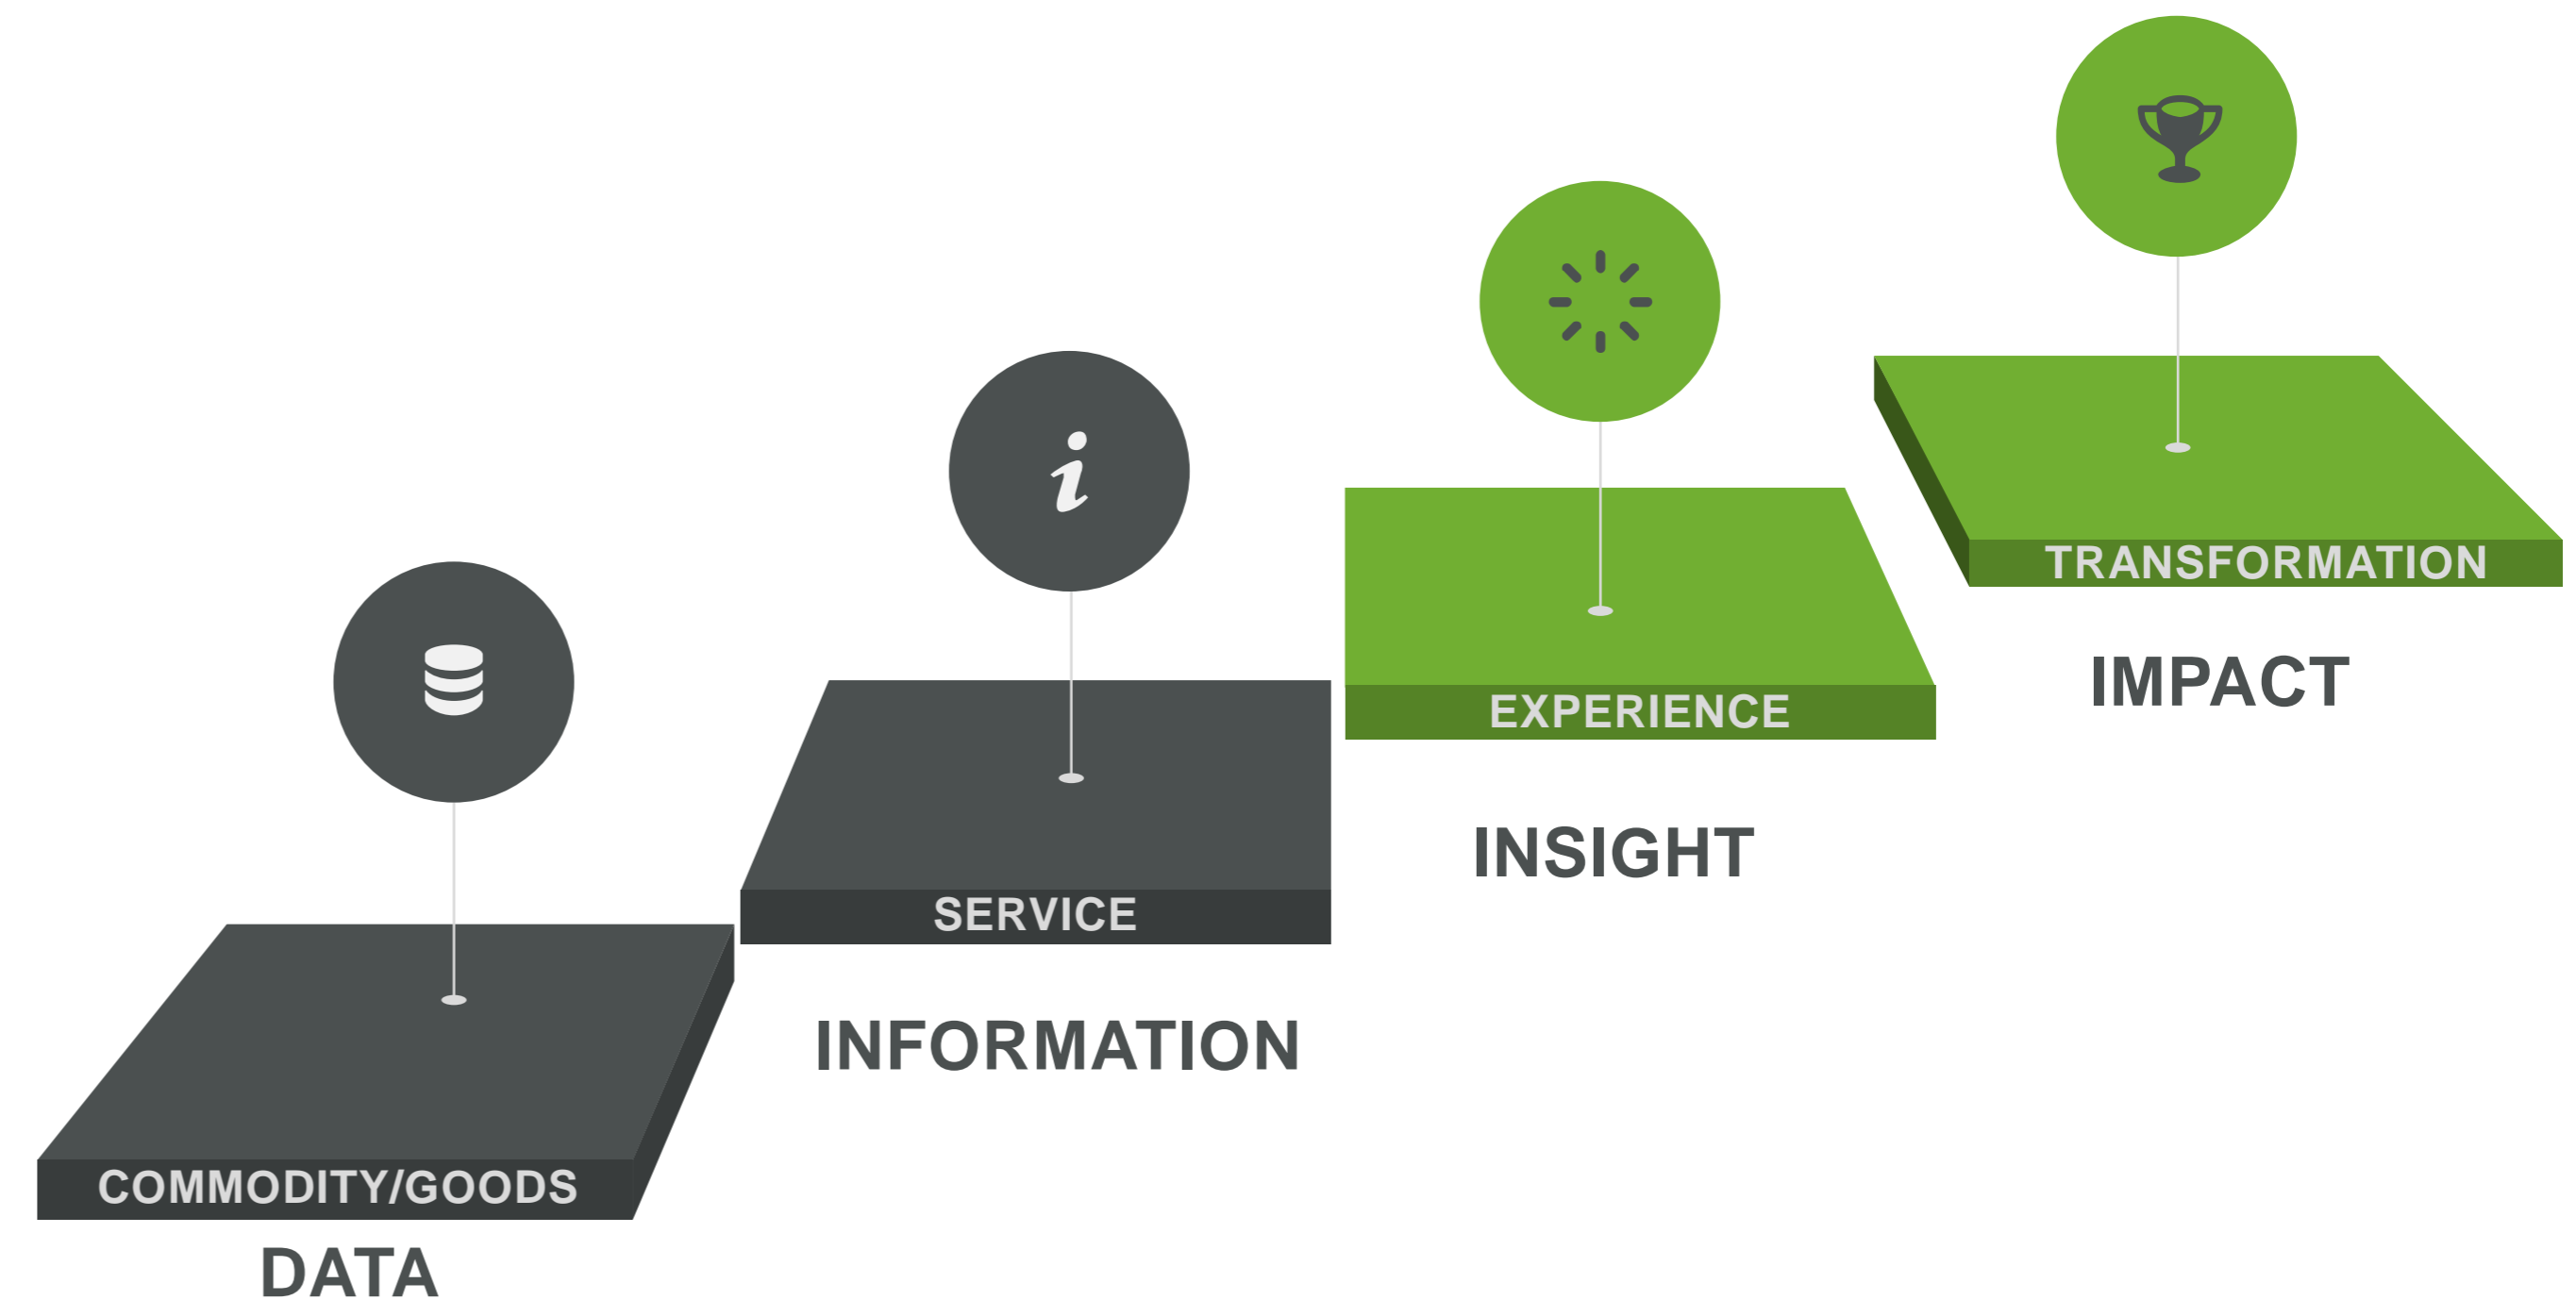 COMMODITY/GOODS
DATA
SERVICE
INFORMATION
EXPERIENCE
INSIGHT
TRANSFORMATION
IMPACT